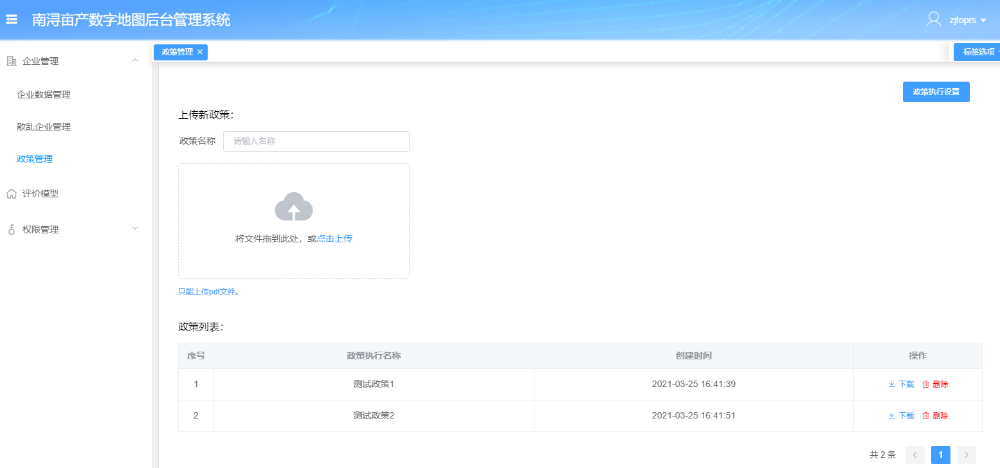 南浔亩产数字地图后台管理系统
zjtoprs
企业管理
企业数据管理
散乱企业管理
政策管理
评价模型
权限管理
政策管理
标签选项
政策执行设置
上传新政策：
政策名称 请输入名称
将文件拖到此处，或点击上传
只能上传pdf文件。
政策列表：
序号 政策执行名称 创建时间 操作
1 测试政策1 2021-03-25 16:41:39 下载 删除
2 测试政策2 2021-03-25 16:41:51 下载 删除
共 2 条 1